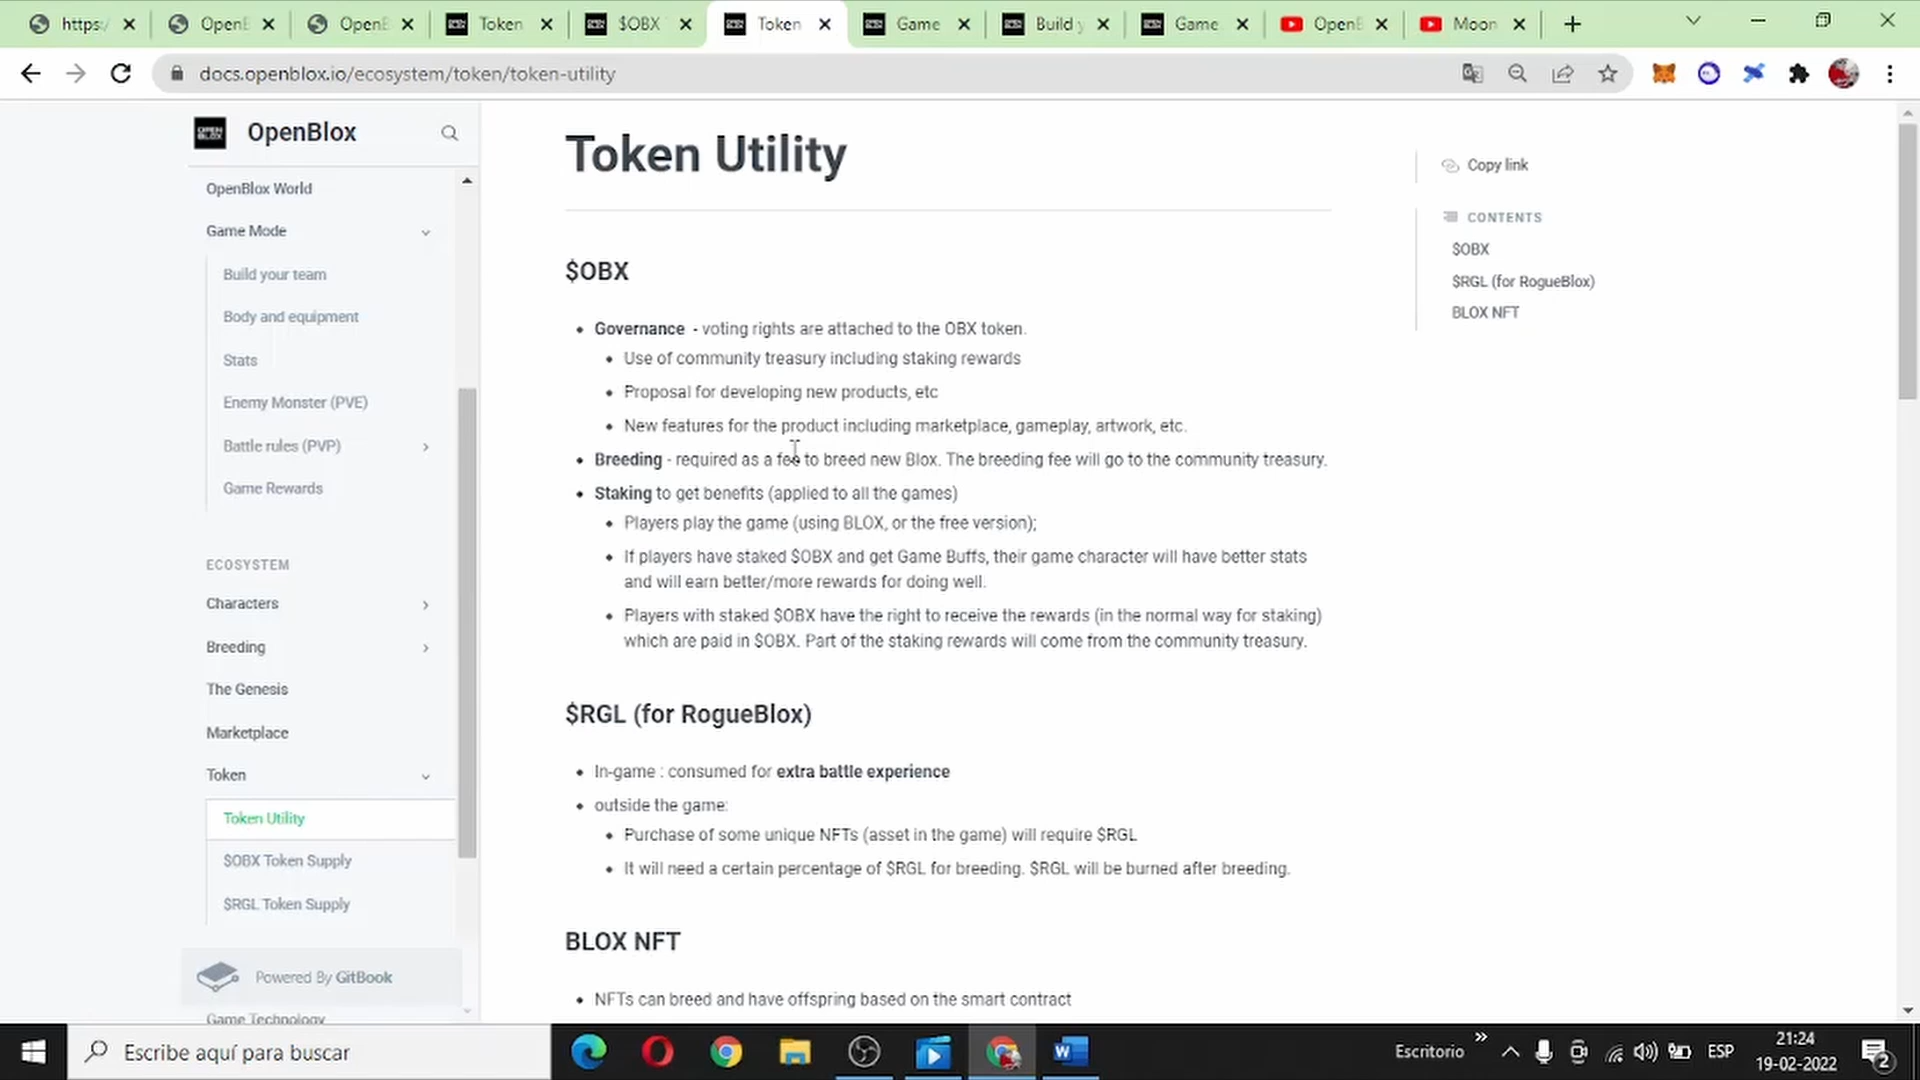 https:/
OpenB
OpenB
Token
$OBX
Token
Game
Build y
Game
OpenB
Moon
docs.openblox.io/ecosystem/token/token-utility
OpenBlox
OpenBlox World
Game Mode
Build your team
Body and equipment
Stats
Enemy Monster (PVE)
Battle rules (PVP)
Game Rewards
ECOSYSTEM
Characters
Breeding
The Genesis
Marketplace
Token
Token Utility
$OBX Token Supply
$RGL Token Supply
Powered By GitBook
Game Technology
Token Utility
$OBX
• Governance - voting rights are attached to the OBX token.
• Use of community treasury including staking rewards
• Proposal for developing new products, etc
• New features for the product including marketplace, gameplay, artwork, etc.
• Breeding - required as a fee to breed new Blox. The breeding fee will go to the community treasury.
• Staking to get benefits (applied to all the games)
• Players play the game (using BLOX, or the free version);
• If players have staked $OBX and get Game Buffs, their game character will have better stats
and will earn better/more rewards for doing well.
• Players with staked $OBX have the right to receive the rewards (in the normal way for staking)
which are paid in $OBX. Part of the staking rewards will come from the community treasury.
$RGL (for RogueBlox)
• In-game : consumed for extra battle experience
• outside the game:
• Purchase of some unique NFTs (asset in the game) will require $RGL
• It will need a certain percentage of $RGL for breeding. $RGL will be burned after breeding.
BLOX NFT
• NFTs can breed and have offspring based on the smart contract
Copy link
CONTENTS
$OBX
$RGL (for RogueBlox)
BLOX NFT
Escribe aquí para buscar
Escritorio
ESP
21:24
19-02-2022
2